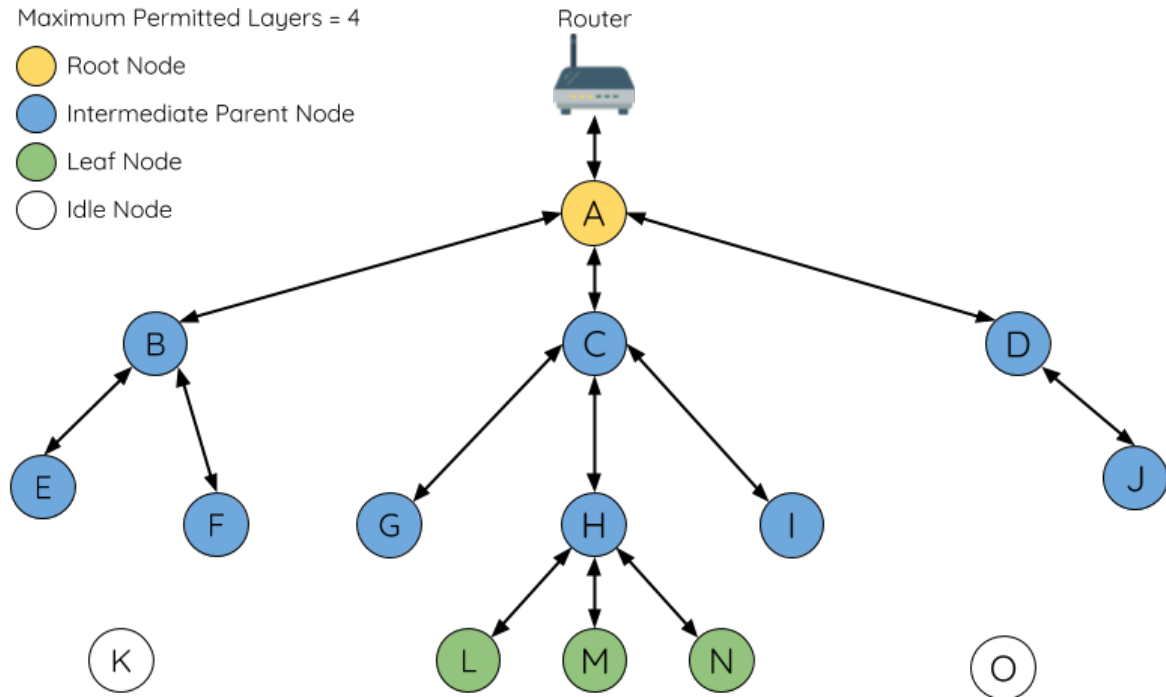 Maximum Permitted Layers = 4
Root Node
Intermediate Parent Node
Leaf Node
Idle Node
Router
A
B
C
D
E
F
G
H
I
J
K
L
M
N
O